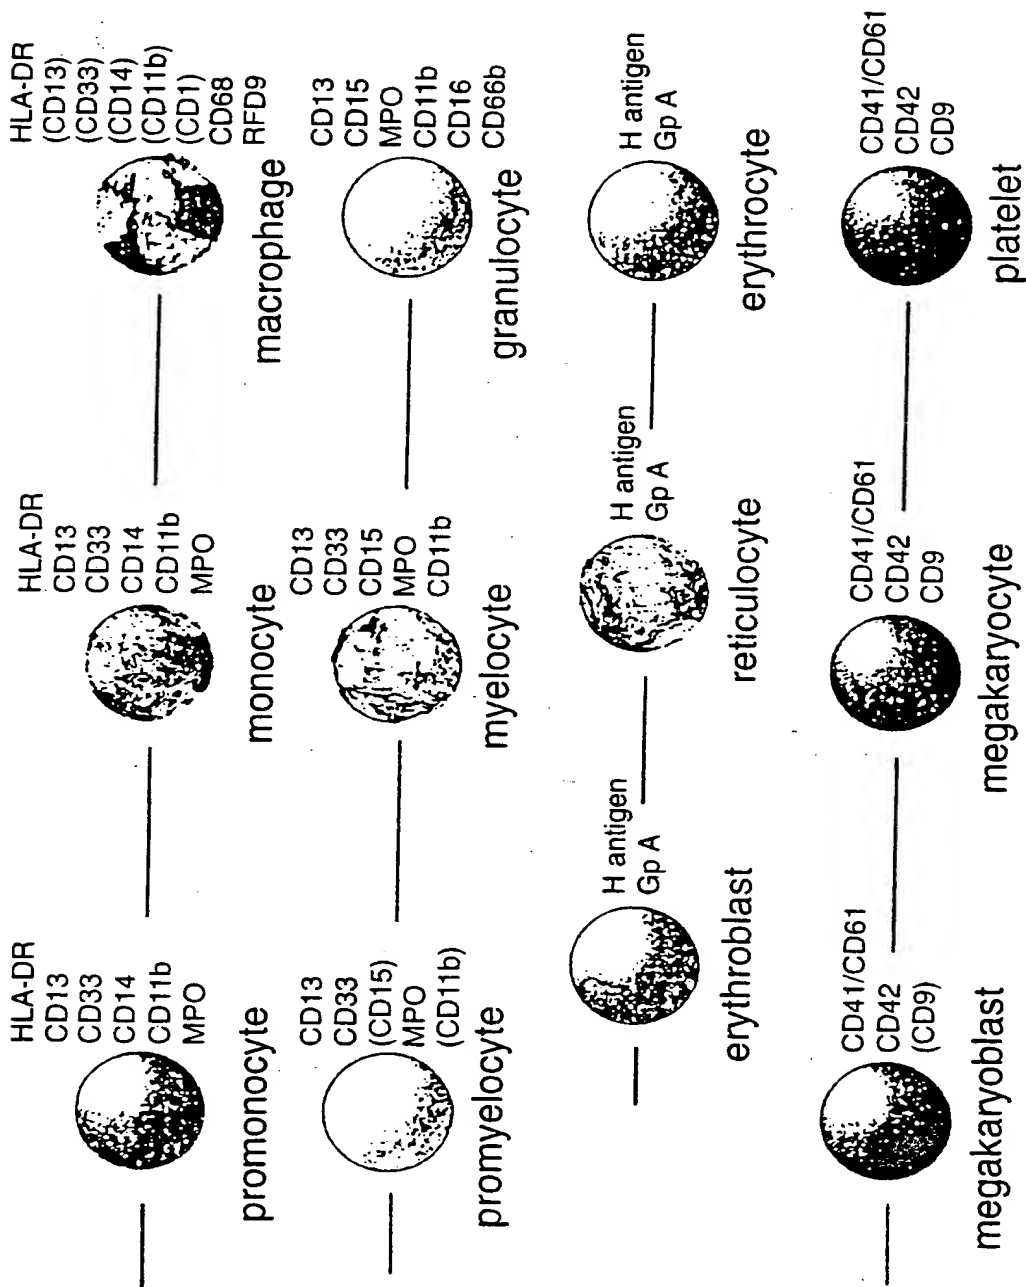 HLA-DR
CD13
CD33
CD14
CD11b
MPO
promonocyte
HLA-DR
CD13
CD33
CD14
CD11b
MPO
monocyte
HLA-DR
(CD13)
(CD33)
(CD14)
(CD11b)
(CD1)
CD68
RFD9
macrophage
CD13
CD33
(CD15)
MPO
(CD11b)
promyelocyte
CD13
CD33
CD15
MPO
CD11b
myelocyte
CD13
CD15
MPO
CD11b
CD16
CD66b
granulocyte
H antigen
Gp A
erythroblast
H antigen
Gp A
reticulocyte
H antigen
Gp A
erythrocyte
CD41/CD61
CD42
(CD9)
megakaryoblast
CD41/CD61
CD42
CD9
megakaryocyte
CD41/CD61
CD42
CD9
platelet